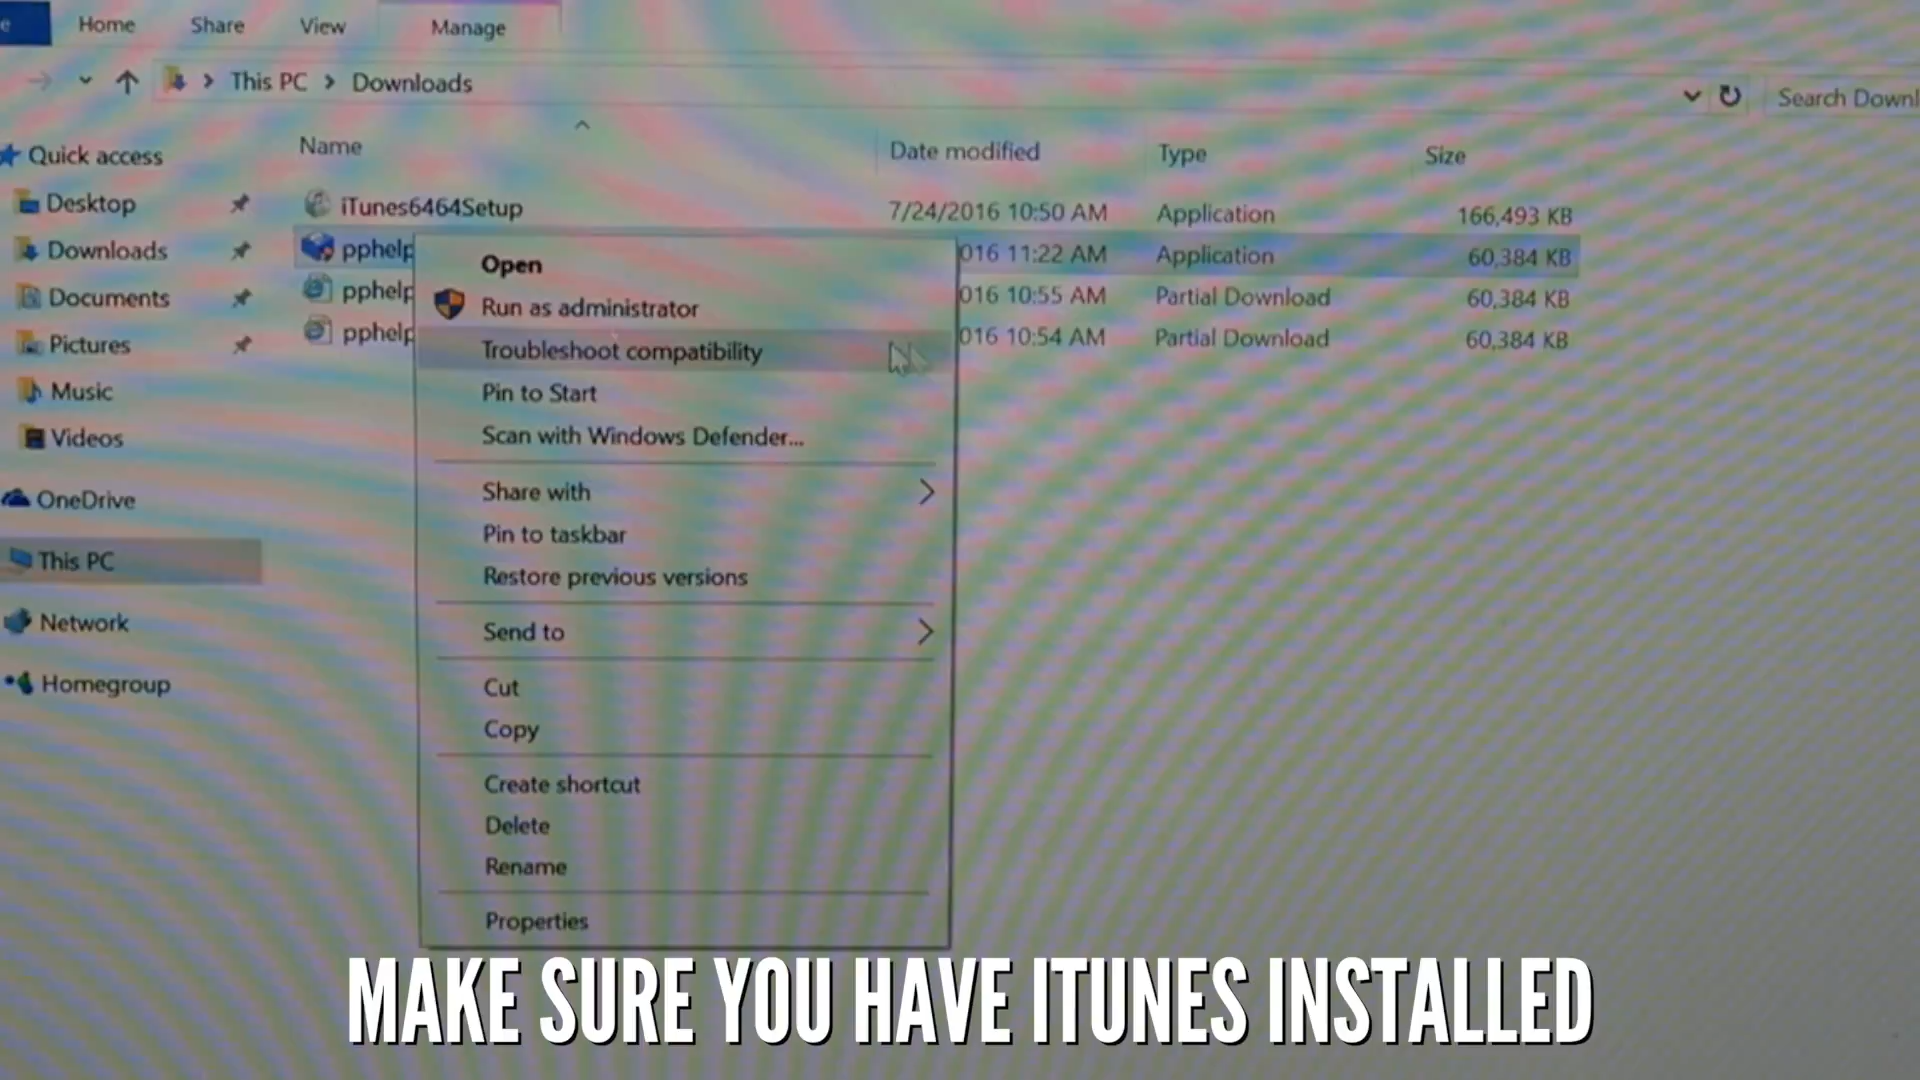 Home Share View Manage
This PC > Downloads
Search Downl
Name Date modified Type Size
Quick access
Desktop
Downloads
Documents
Pictures
Music
Videos
OneDrive
This PC
Network
Homegroup
iTunes6464Setup 7/24/2016 10:50 AM Application 166,493 KB
pphelp 016 11:22 AM Application 60,384 KB
pphelp 016 10:55 AM Partial Download 60,384 KB
pphelp 016 10:54 AM Partial Download 60,384 KB
Open
Run as administrator
Troubleshoot compatibility
Pin to Start
Scan with Windows Defender...
Share with
Pin to taskbar
Restore previous versions
Send to
Cut
Copy
Create shortcut
Delete
Rename
Properties
MAKE SURE YOU HAVE ITUNES INSTALLED